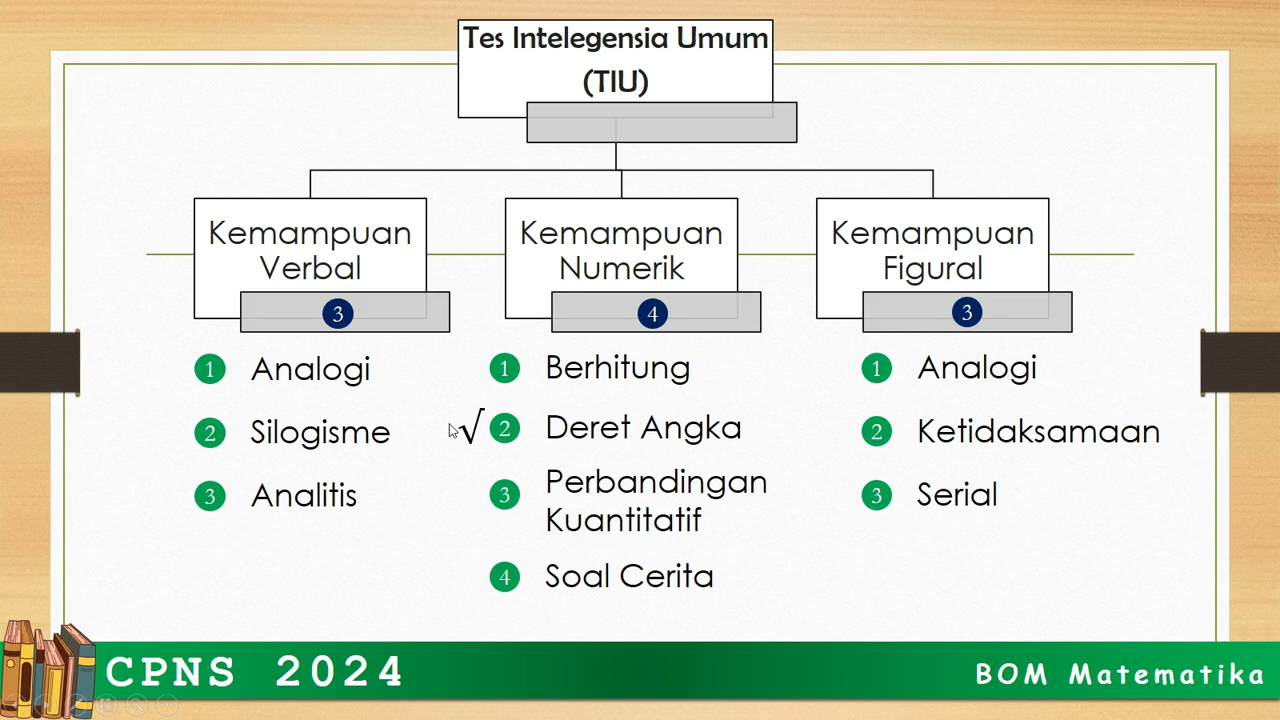 Tes Intelegensia Umum
(TIU)
Kemampuan
Verbal
3
1 Analogi
2 Silogisme
3 Analitis
Kemampuan
Numerik
4
1 Berhitung
√ 2 Deret Angka
3 Perbandingan
Kuantitatif
4 Soal Cerita
Kemampuan
Figural
3
1 Analogi
2 Ketidaksamaan
3 Serial
CPNS 2024
BOM Matematika